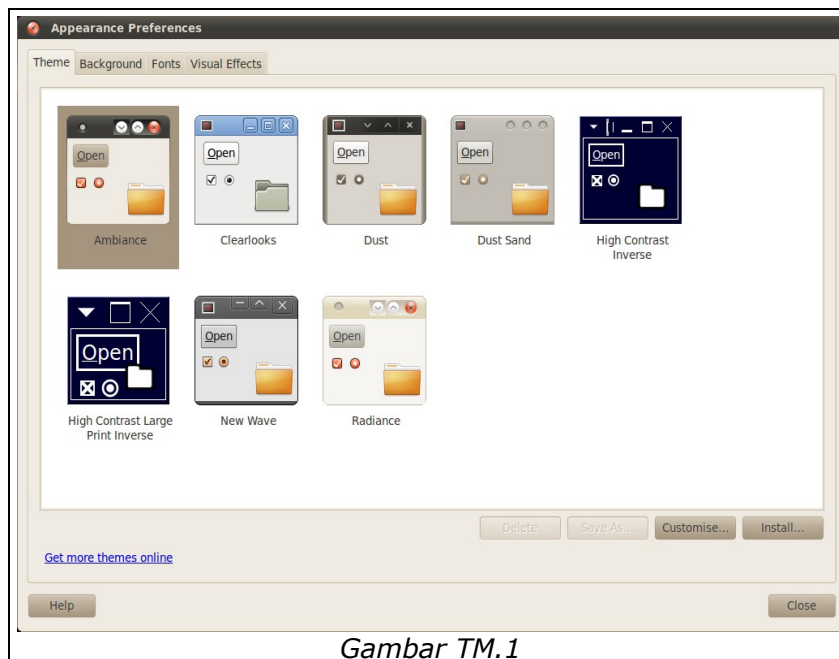 Appearance Preferences
Theme Background Fonts Visual Effects
Open Open Open Open Open
Ambiance Clearlooks Dust Dust Sand High Contrast
Inverse
Open Open Open
High Contrast Large New Wave Radiance
Print Inverse
Delete Save As... Customise... Install...
Get more themes online
Help Close
Gambar TM.1